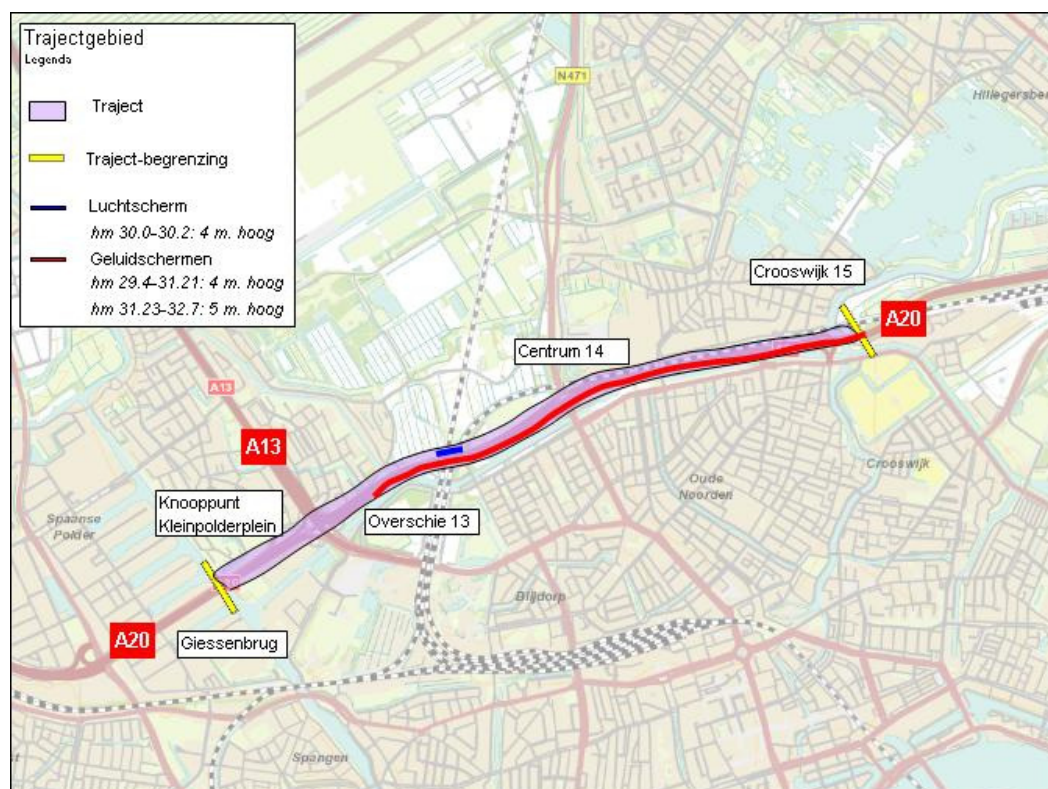 Trajectgebied
Legenda
Traject
Traject-begrenzing
Luchtscherm
hm 30.0-30.2: 4 m. hoog
Geluidschermen
hm 29.4-31.21: 4 m. hoog
hm 31.23-32.7: 5 m. hoog
N471
Crooswijk 15
A20
Centrum 14
A13
A13
Oude
Noorden
Crooswijk
Knooppunt
Kleinpolderplein
Spaanse
Polder
Overschie 13
Blijdorp
A20
Giessenbrug
Spangen